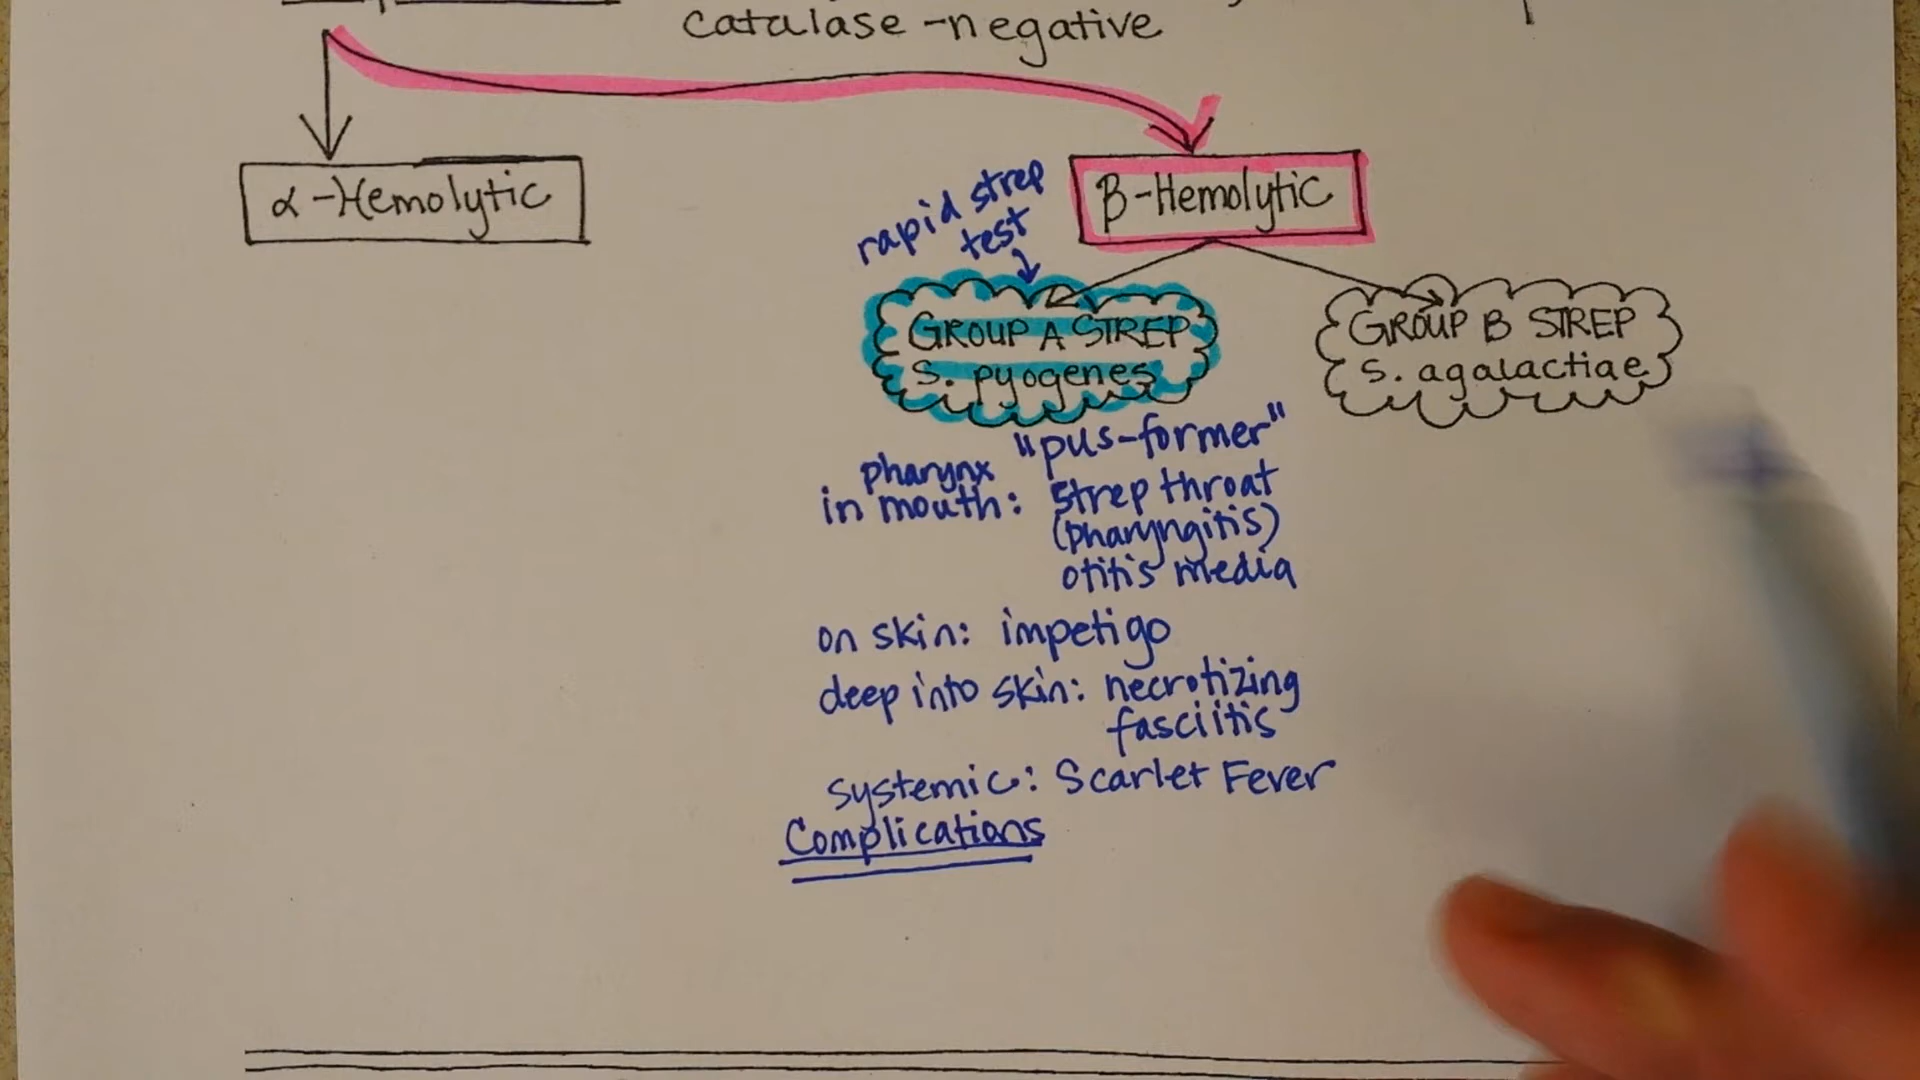 catalase-negative
α-Hemolytic
β-Hemolytic
rapid strep
test
GROUP A STREP
S. pyogenes
GROUP B STREP
S. agalactiae
"pus-former"
pharynx
in mouth: strep throat
(pharyngitis)
otitis media
on skin: impetigo
deep into skin: necrotizing
fasciitis
systemic: Scarlet Fever
Complications